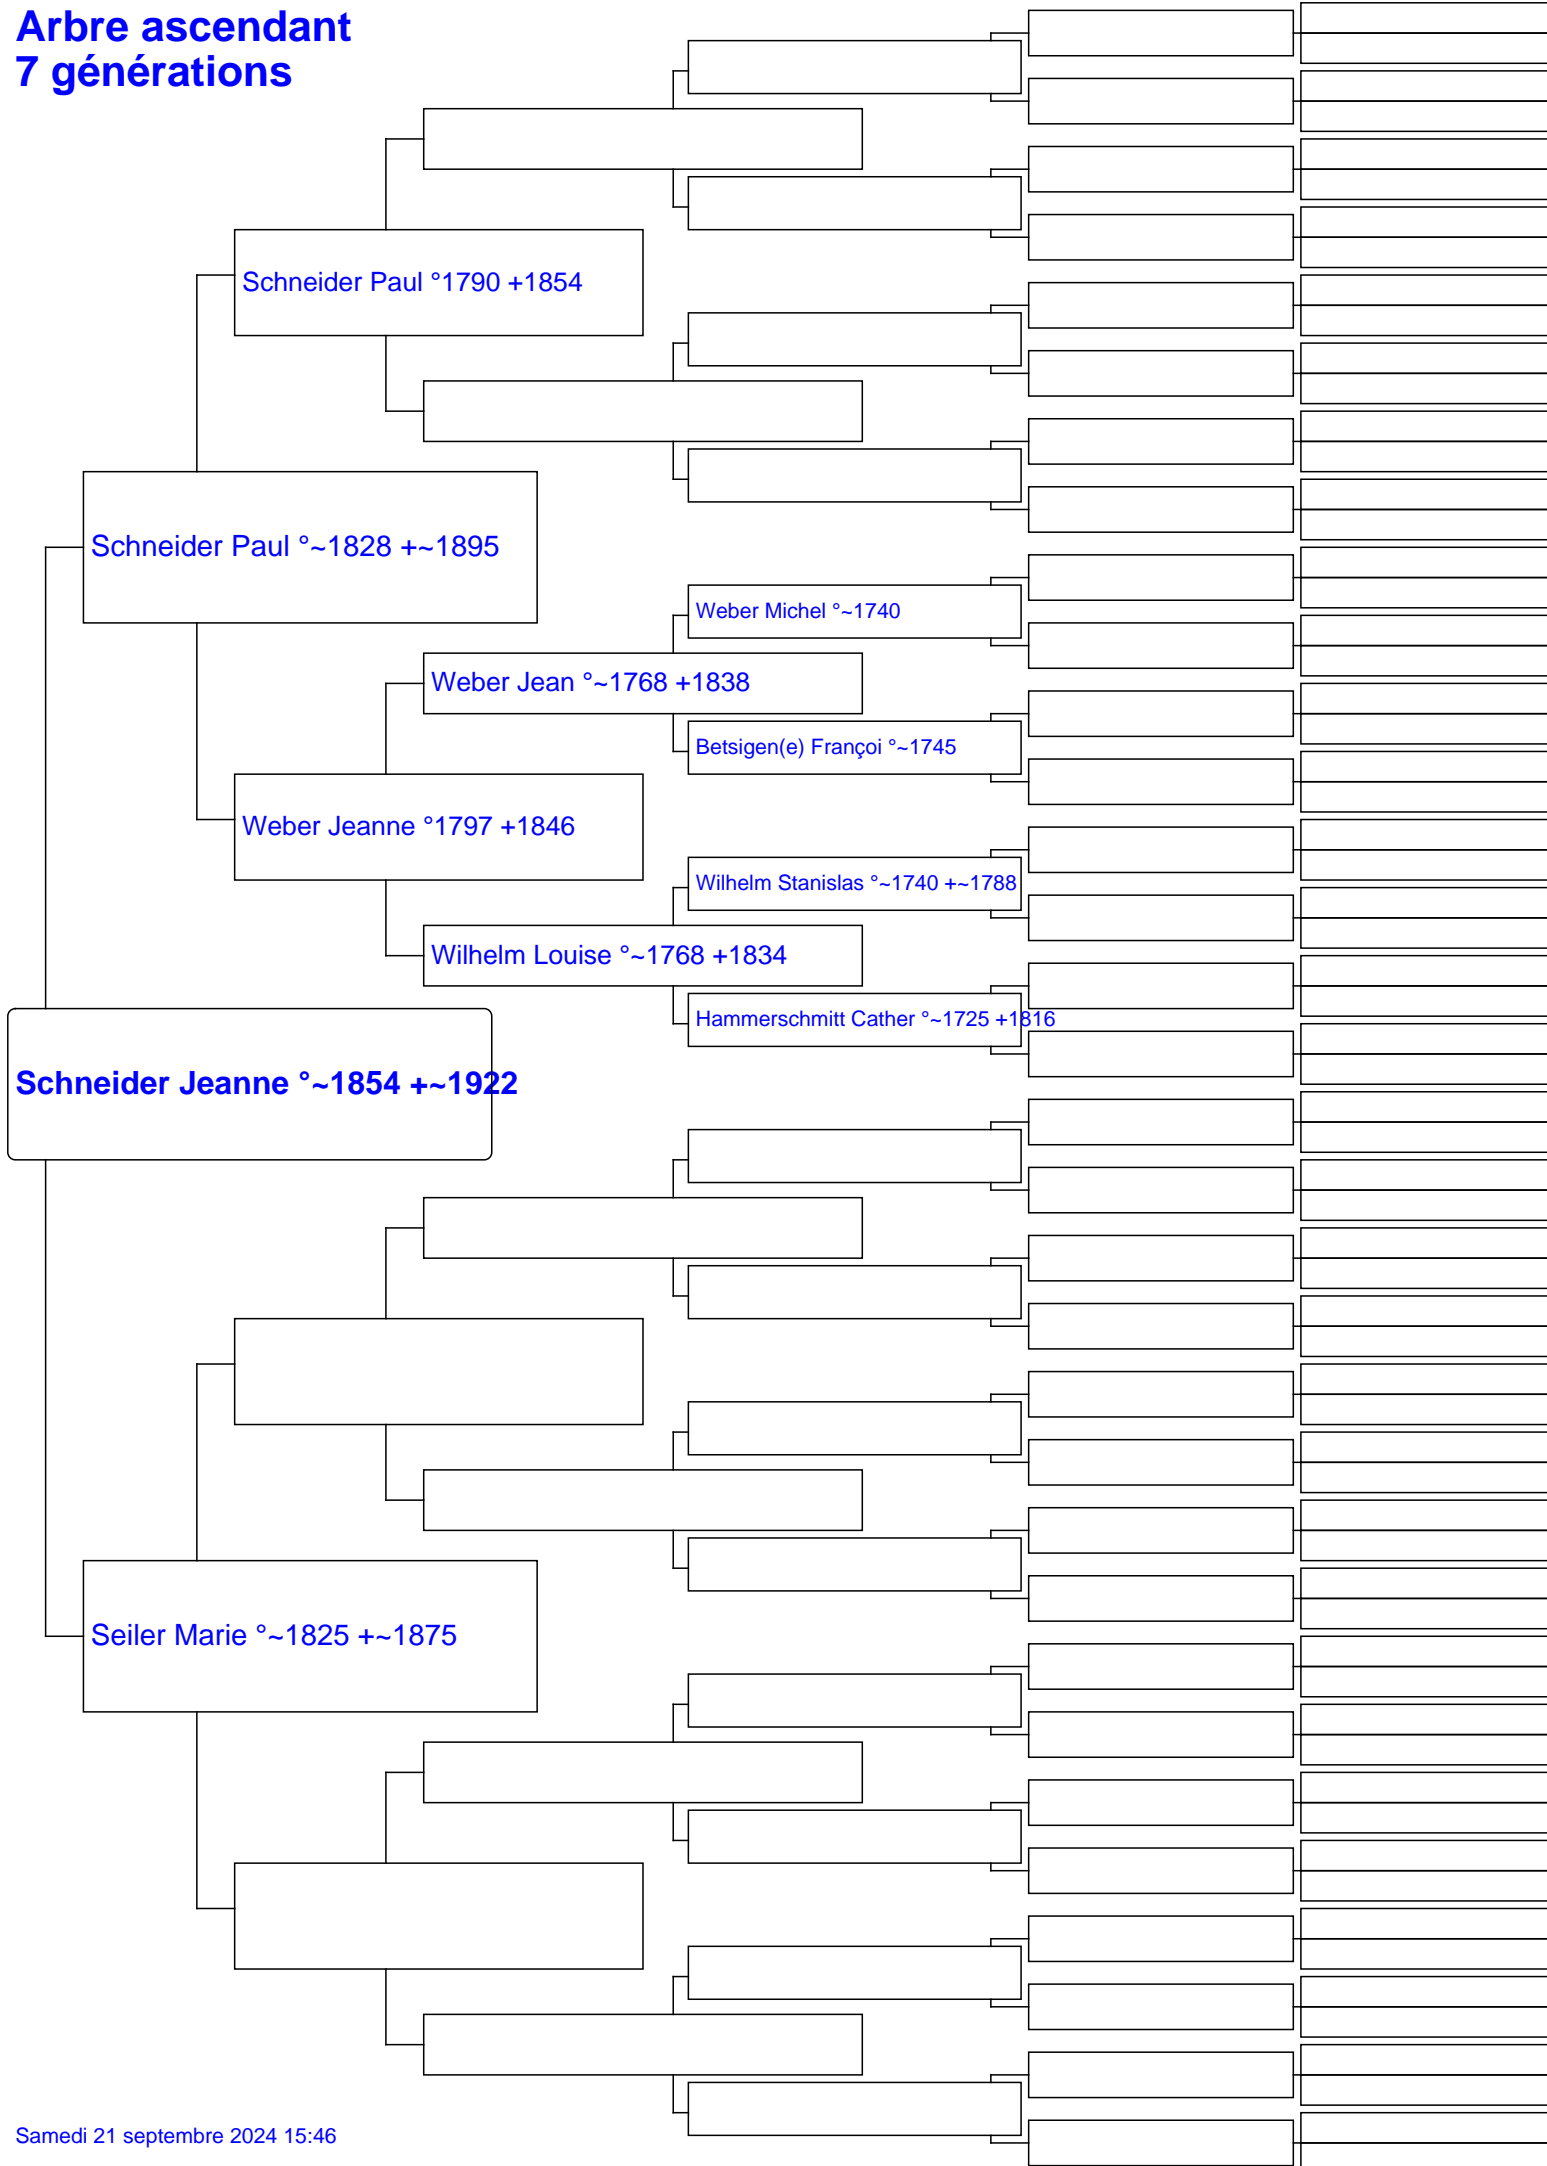 Arbre ascendant
7 générations
Schneider Paul °1790 +1854
Schneider Paul °~1828 +~1895
Weber Michel °~1740
Weber Jean °~1768 +1838
Betsigen(e) Françoi °~1745
Weber Jeanne °1797 +1846
Wilhelm Stanislas °~1740 +~1788
Wilhelm Louise °~1768 +1834
Hammerschmitt Cather °~1725 +1816
Schneider Jeanne °~1854 +~1922
Seiler Marie °~1825 +~1875
Samedi 21 septembre 2024 15:46